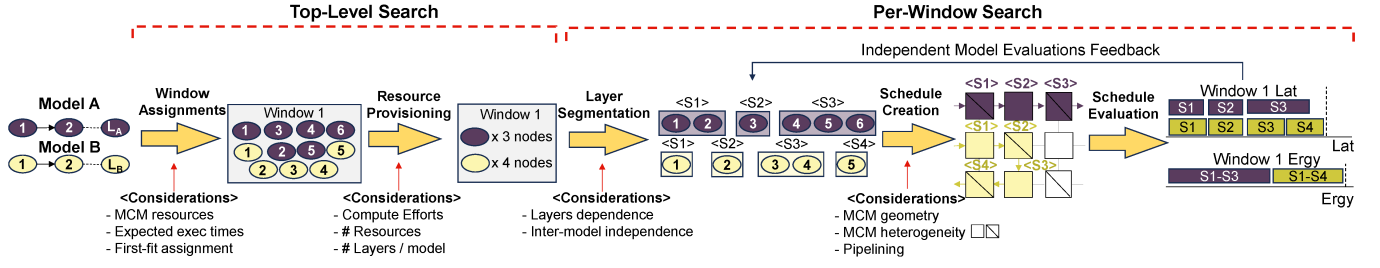 Top-Level Search
Per-Window Search
Independent Model Evaluations Feedback
Model A
1 2 L_A
Model B
1 2 L_B
Window
Assignments
<Considerations>
- MCM resources
- Expected exec times
- First-fit assignment
Window 1
1 3 4 6
1 2 5 5
2 3 4
Resource
Provisioning
<Considerations>
- Compute Efforts
- # Resources
- # Layers / model
Window 1
x 3 nodes
x 4 nodes
Layer
Segmentation
<Considerations>
- Layers dependence
- Inter-model independence
<S1> <S2> <S3>
1 2 3 4 5 6
<S1> <S2> <S3> <S4>
1 2 3 4 5
Schedule
Creation
<Considerations>
- MCM geometry
- MCM heterogeneity
- Pipelining
<S1> <S2> <S3>
<S1> <S2>
<S4> <S3>
Schedule
Evaluation
Window 1 Lat
S1 S2 S3
S1 S2 S3 S4
Lat
Window 1 Ergy
S1-S3 S1-S4
Ergy